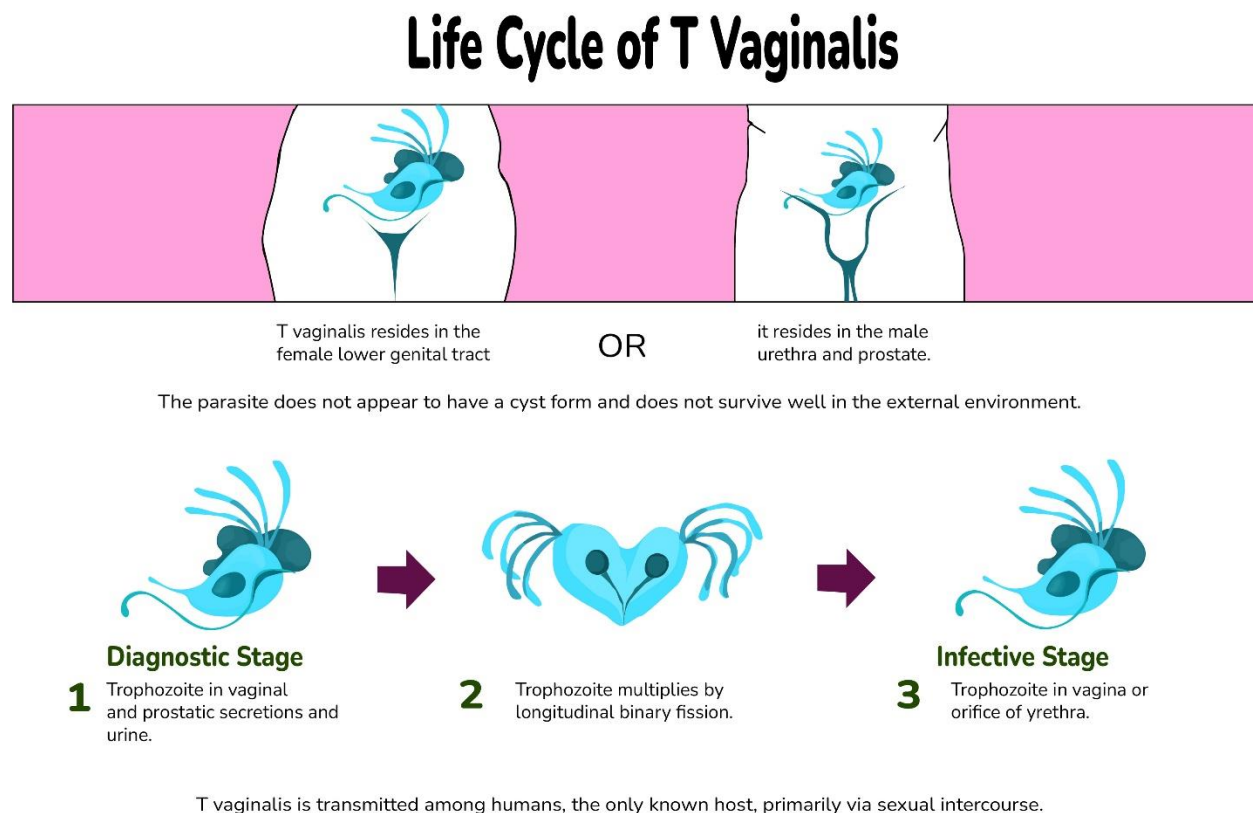 Life Cycle of T Vaginalis
T vaginalis resides in the
female lower genital tract
OR
it resides in the male
urethra and prostate.
The parasite does not appear to have a cyst form and does not survive well in the external environment.
Diagnostic Stage
1
Trophozoite in vaginal
and prostatic secretions and
urine.
2
Trophozoite multiplies by
longitudinal binary fission.
Infective Stage
3
Trophozoite in vagina or
orifice of yrethra.
T vaginalis is transmitted among humans, the only known host, primarily via sexual intercourse.